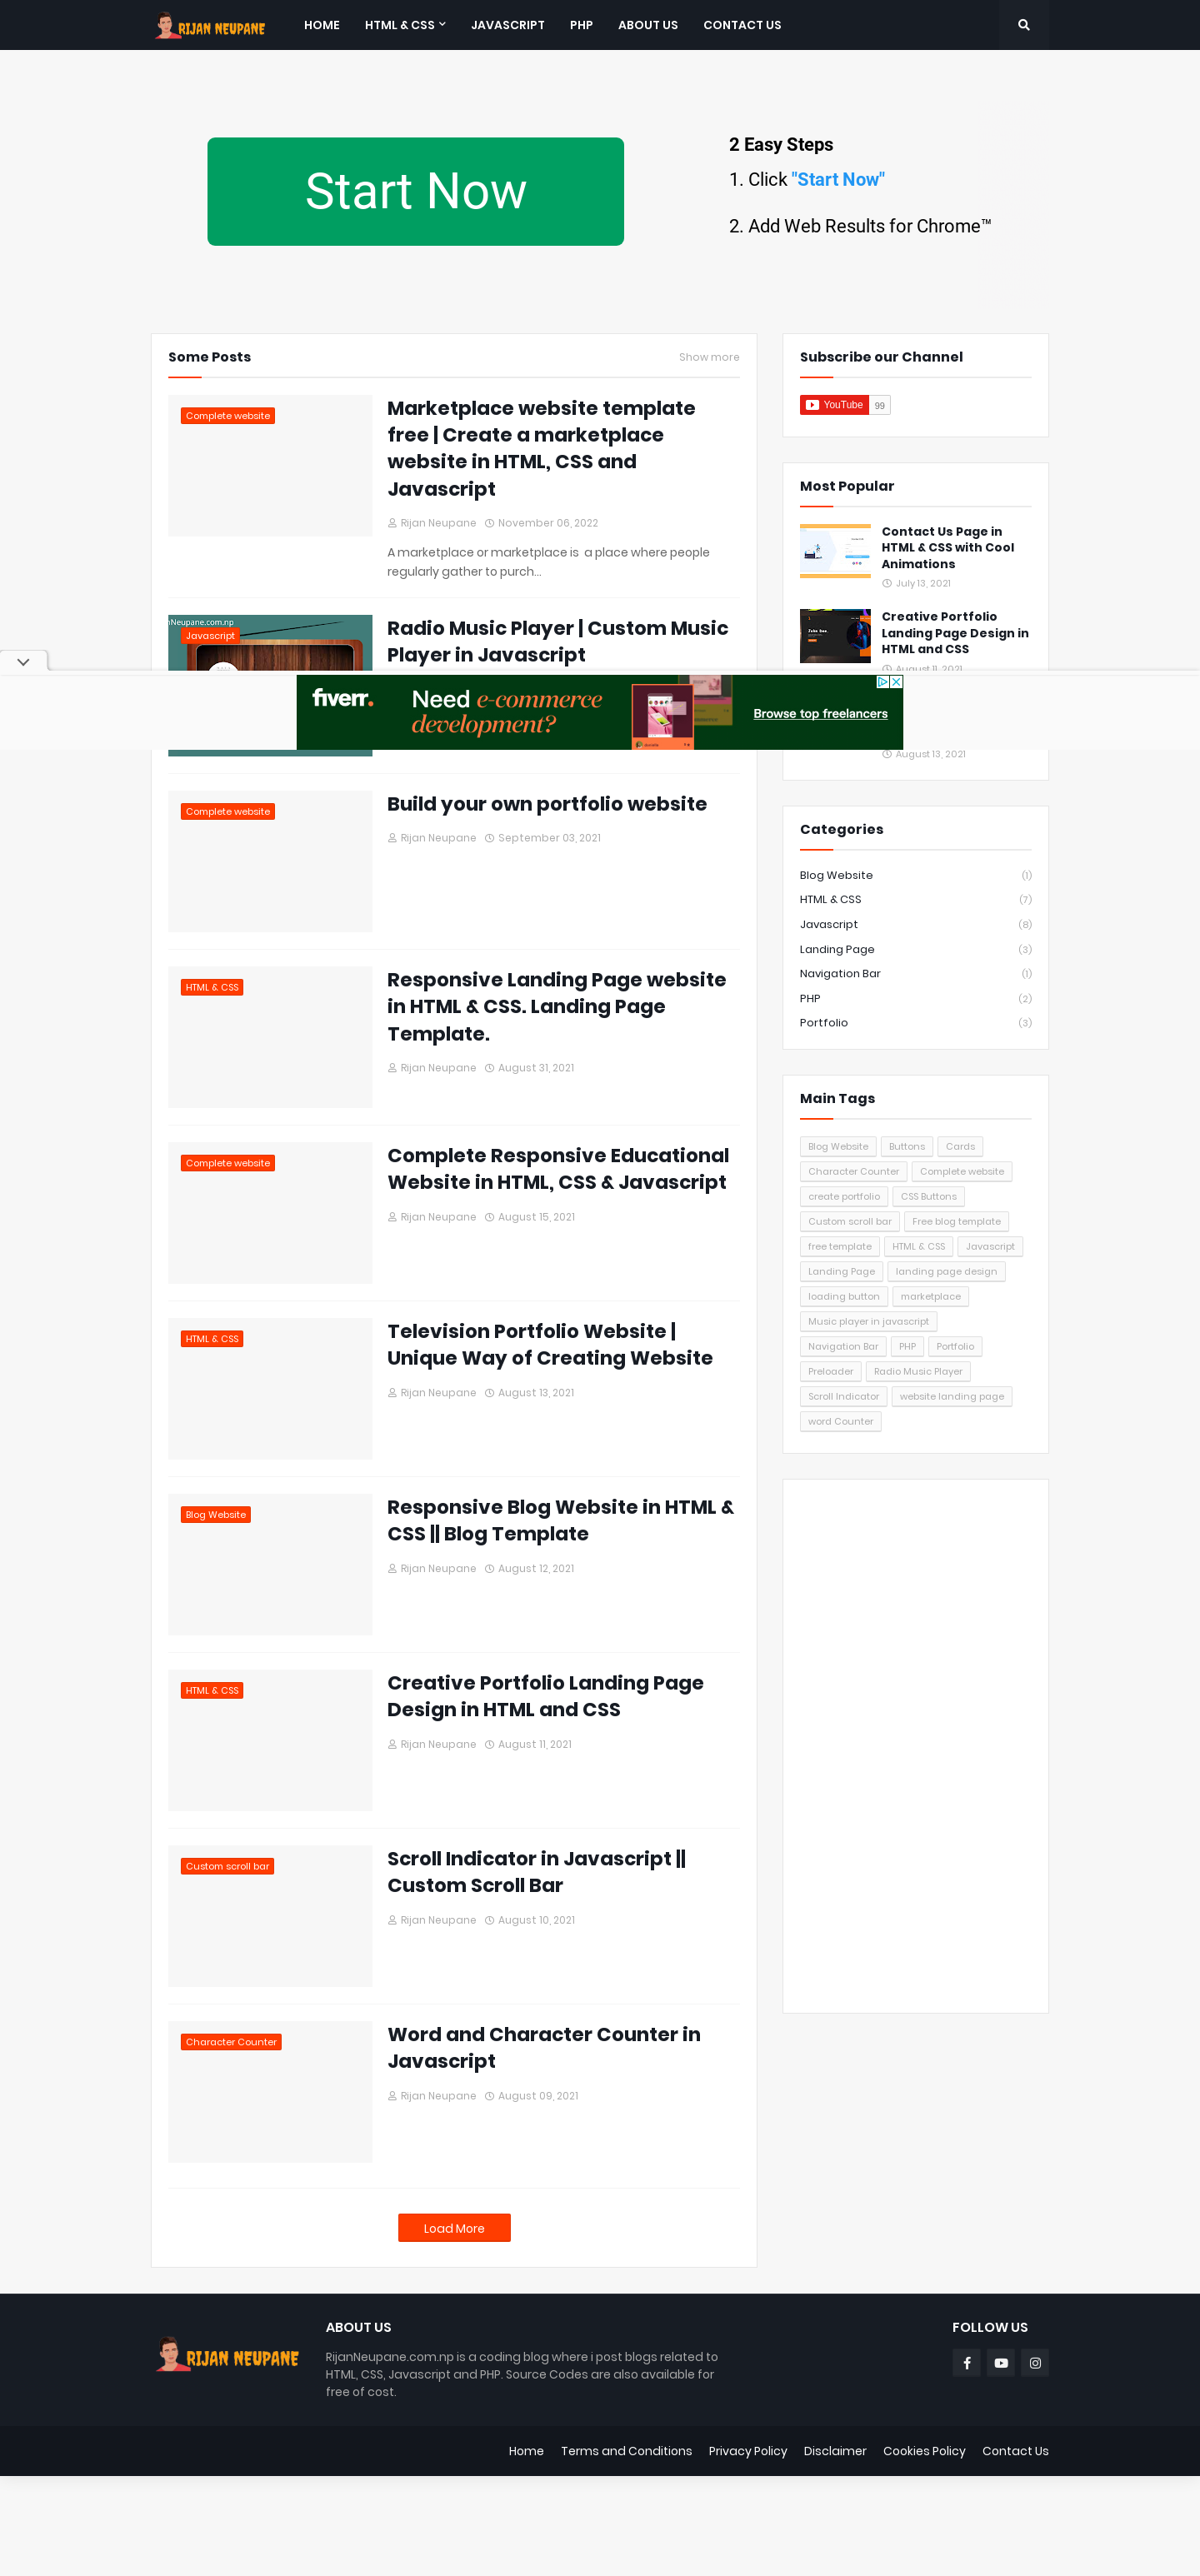 RIJAN NEUPANE
HOME
HTML & CSS
JAVASCRIPT
PHP
ABOUT US
CONTACT US
Start Now
2 Easy Steps
1. Click "Start Now"
2. Add Web Results for Chrome™
Some Posts
Show more
Complete website
Marketplace website template
free | Create a marketplace
website in HTML, CSS and
Javascript
Rijan Neupane
November 06, 2022
A marketplace or marketplace is a place where people
regularly gather to purch...
nNeupane.com.np
Javascript
Radio Music Player | Custom Music
Player in Javascript
fiverr.
Need e-commerce
development?
Browse top freelancers
Complete website
Build your own portfolio website
Rijan Neupane
September 03, 2021
HTML & CSS
Responsive Landing Page website
in HTML & CSS. Landing Page
Template.
Rijan Neupane
August 31, 2021
Complete website
Complete Responsive Educational
Website in HTML, CSS & Javascript
Rijan Neupane
August 15, 2021
HTML & CSS
Television Portfolio Website |
Unique Way of Creating Website
Rijan Neupane
August 13, 2021
Blog Website
Responsive Blog Website in HTML &
CSS || Blog Template
Rijan Neupane
August 12, 2021
HTML & CSS
Creative Portfolio Landing Page
Design in HTML and CSS
Rijan Neupane
August 11, 2021
Custom scroll bar
Scroll Indicator in Javascript ||
Custom Scroll Bar
Rijan Neupane
August 10, 2021
Character Counter
Word and Character Counter in
Javascript
Rijan Neupane
August 09, 2021
Load More
Subscribe our Channel
YouTube
99
Most Popular
Contact Us Page in
HTML & CSS with Cool
Animations
July 13, 2021
Creative Portfolio
Landing Page Design in
HTML and CSS
August 11, 2021
August 13, 2021
Categories
Blog Website (1)
HTML & CSS (7)
Javascript (8)
Landing Page (3)
Navigation Bar (1)
PHP (2)
Portfolio (3)
Main Tags
Blog Website Buttons Cards
Character Counter Complete website
create portfolio CSS Buttons
Custom scroll bar Free blog template
free template HTML & CSS Javascript
Landing Page landing page design
loading button marketplace
Music player in javascript
Navigation Bar PHP Portfolio
Preloader Radio Music Player
Scroll Indicator website landing page
word Counter
RIJAN NEUPANE
ABOUT US
RijanNeupane.com.np is a coding blog where i post blogs related to
HTML, CSS, Javascript and PHP. Source Codes are also available for
free of cost.
FOLLOW US
Home
Terms and Conditions
Privacy Policy
Disclaimer
Cookies Policy
Contact Us